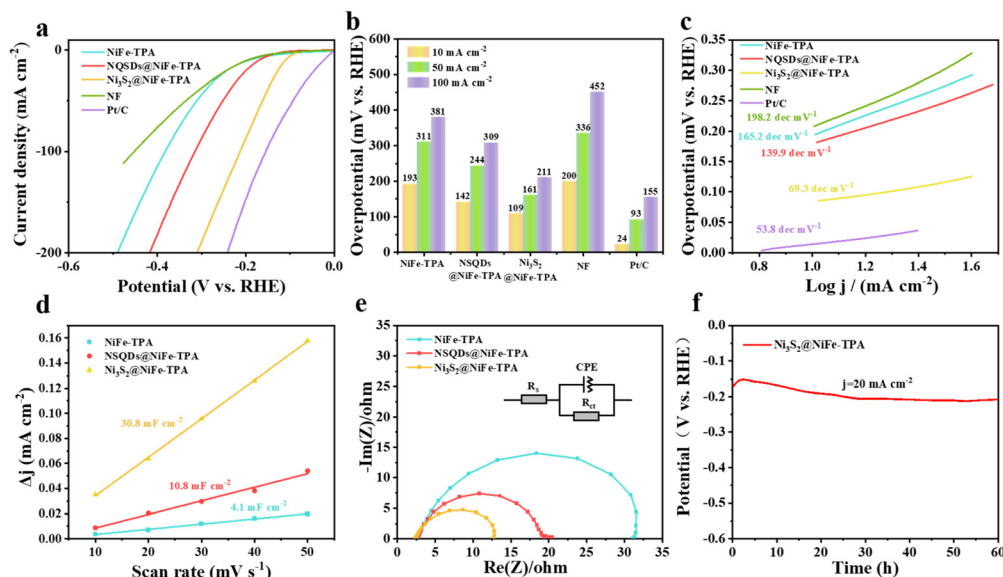 a
NiFe-TPA
NQSDs@NiFe-TPA
Ni₃S₂@NiFe-TPA
NF
Pt/C
0
-100
-200
-0.6
-0.4
-0.2
0.0
Current density (mA cm⁻²)
Potential (V vs. RHE)
b
10 mA cm⁻²
50 mA cm⁻²
100 mA cm⁻²
600
500
400
300
200
100
0
193
311
381
142
244
309
109
161
211
200
336
452
24
93
155
NiFe-TPA
NSQDs
@NiFe-TPA
Ni₃S₂
@NiFe-TPA
NF
Pt/C
Overpotential (mV vs. RHE)
c
NiFe-TPA
NQSDs@NiFe-TPA
Ni₃S₂@NiFe-TPA
NF
Pt/C
0.35
0.30
0.25
0.20
0.15
0.10
0.05
0.00
198.2 dec mV⁻¹
165.2 dec mV⁻¹
139.9 dec mV⁻¹
69.3 dec mV⁻¹
53.8 dec mV⁻¹
0.8
1.0
1.2
1.4
1.6
Overpotential (mV vs. RHE)
Log j / (mA cm⁻²)
d
NiFe-TPA
NSQDs@NiFe-TPA
Ni₃S₂@NiFe-TPA
0.16
0.12
0.08
0.04
0.00
30.8 mF cm⁻²
10.8 mF cm⁻²
4.1 mF cm⁻²
10
20
30
40
50
Δj (mA cm⁻²)
Scan rate (mV s⁻¹)
e
NiFe-TPA
NSQDs@NiFe-TPA
Ni₃S₂@NiFe-TPA
CPE
Rs
Rct
35
30
25
20
15
10
5
0
0
5
10
15
20
25
30
35
-Im(Z)/ohm
Re(Z)/ohm
f
Ni₃S₂@NiFe-TPA
j=20 mA cm⁻²
-0.0
-0.1
-0.2
-0.3
-0.4
-0.5
-0.6
0
10
20
30
40
50
60
Potential（V vs. RHE）
Time (h)